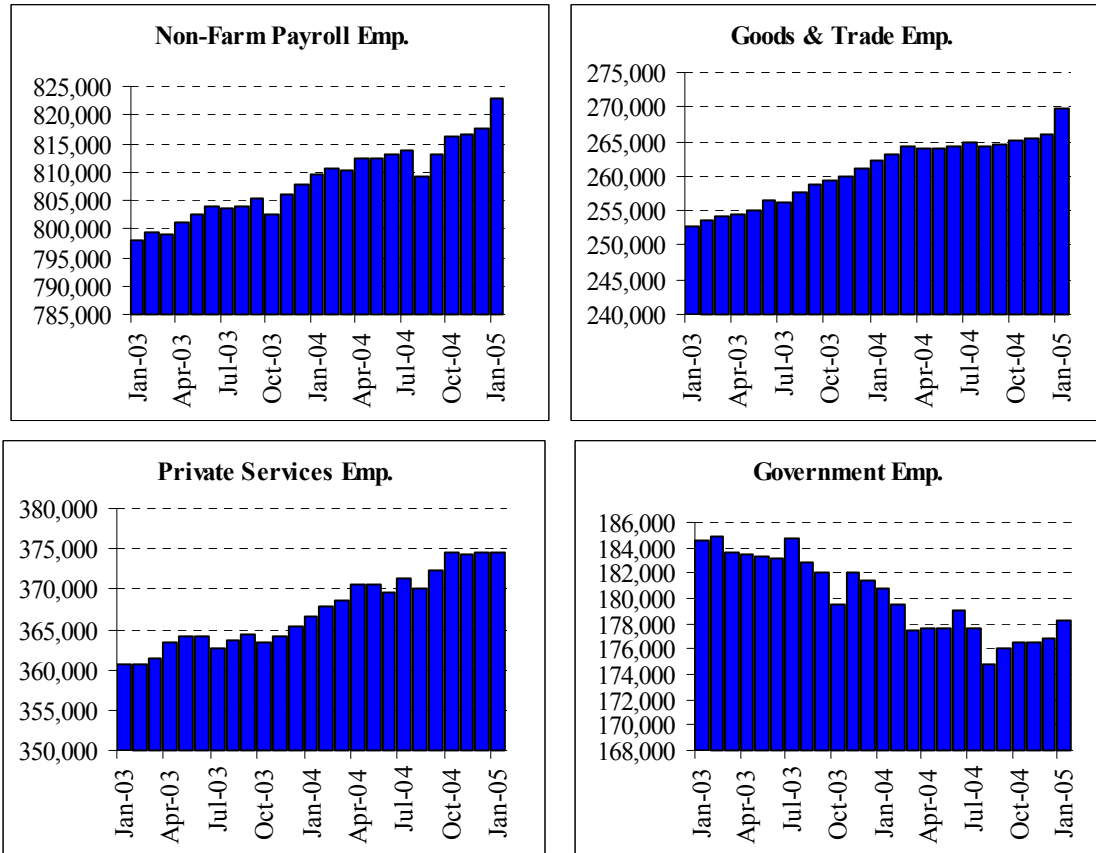 Non-Farm Payroll Emp.
825,000
820,000
815,000
810,000
805,000
800,000
795,000
790,000
785,000
Jan-03
Apr-03
Jul-03
Oct-03
Jan-04
Apr-04
Jul-04
Oct-04
Jan-05
Goods & Trade Emp.
275,000
270,000
265,000
260,000
255,000
250,000
245,000
240,000
Jan-03
Apr-03
Jul-03
Oct-03
Jan-04
Apr-04
Jul-04
Oct-04
Jan-05
Private Services Emp.
380,000
375,000
370,000
365,000
360,000
355,000
350,000
Jan-03
Apr-03
Jul-03
Oct-03
Jan-04
Apr-04
Jul-04
Oct-04
Jan-05
Government Emp.
186,000
184,000
182,000
180,000
178,000
176,000
174,000
172,000
170,000
168,000
Jan-03
Apr-03
Jul-03
Oct-03
Jan-04
Apr-04
Jul-04
Oct-04
Jan-05